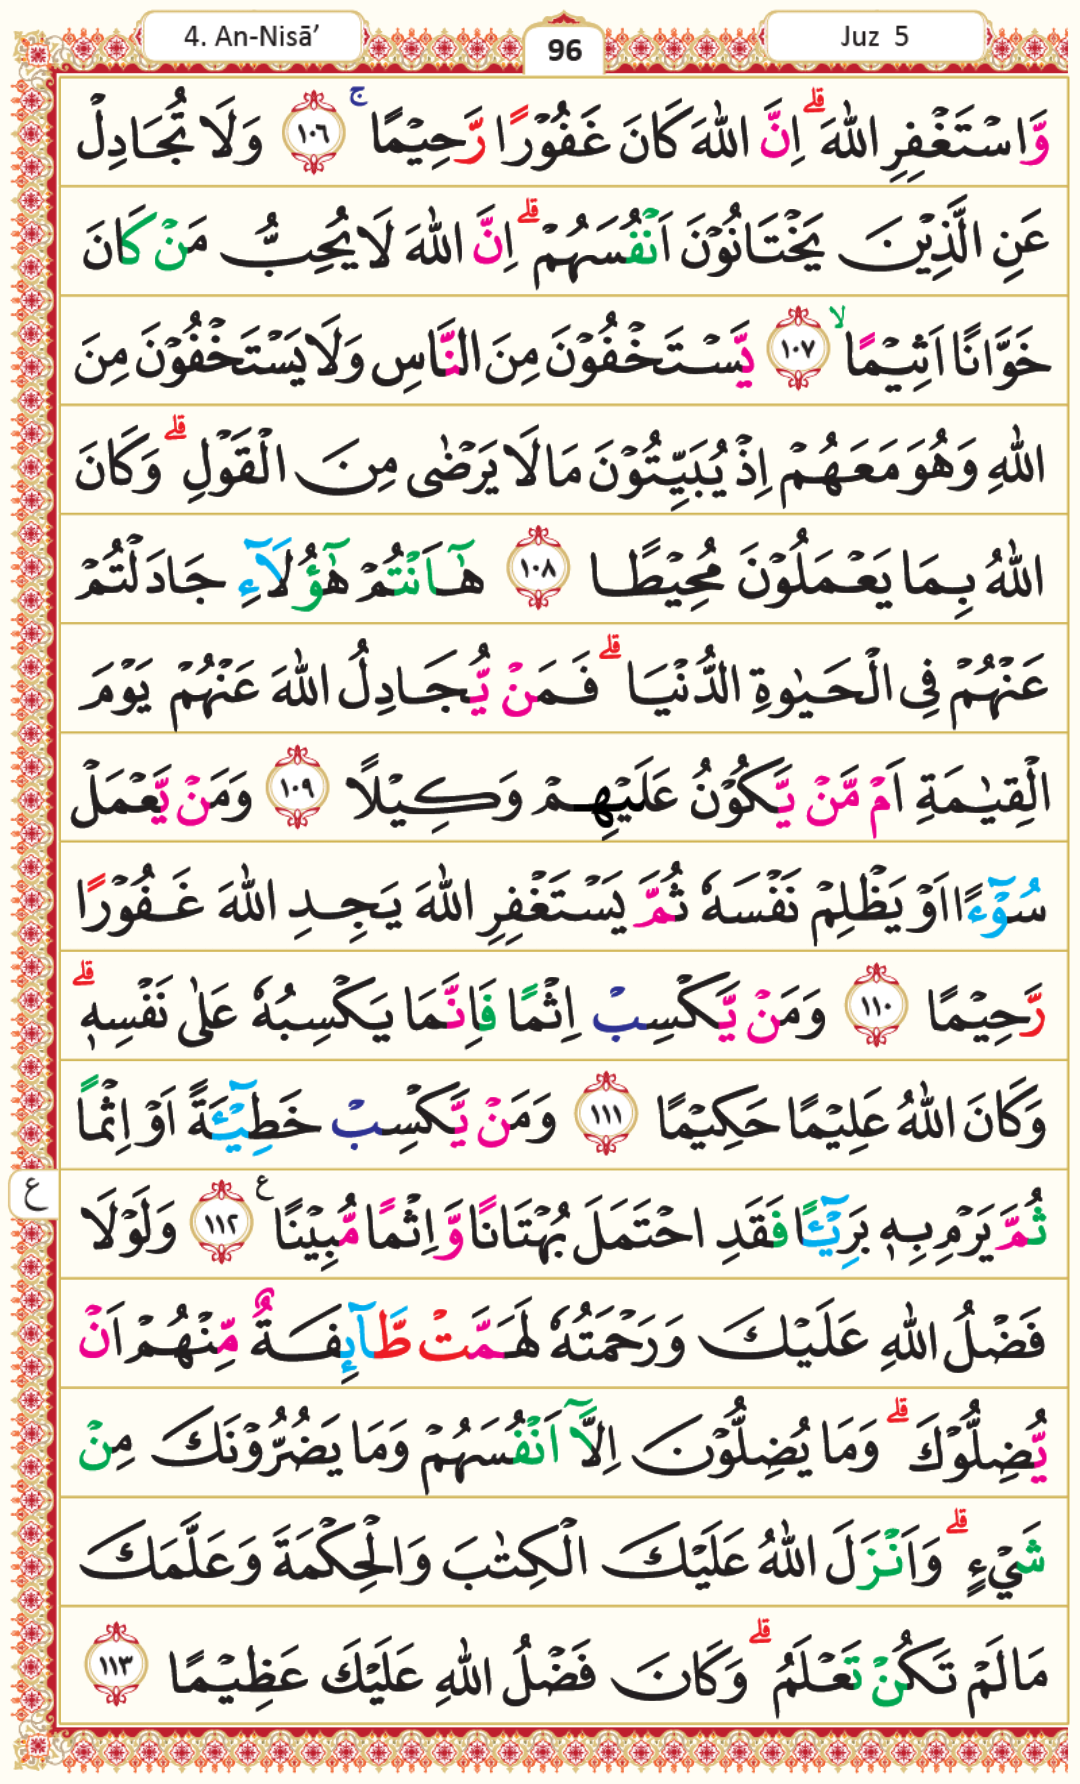 4. An-Nisā’
96
Juz 5
وَّاسْتَغْفِرِ اللّٰهَ ۗاِنَّ اللّٰهَ كَانَ غَفُوْرًا رَّحِيْمًاۚ ١٠٦ وَلَا تُجَادِلْ
عَنِ الَّذِيْنَ يَخْتَانُوْنَ اَنْفُسَهُمْ ۗاِنَّ اللّٰهَ لَا يُحِبُّ مَنْ كَانَ
خَوَّانًا اَثِيْمًاۙ ١٠٧ يَّسْتَخْفُوْنَ مِنَ النَّاسِ وَلَا يَسْتَخْفُوْنَ مِنَ
اللّٰهِ وَهُوَ مَعَهُمْ اِذْ يُبَيِّتُوْنَ مَا لَا يَرْضٰى مِنَ الْقَوْلِ ۗوَكَانَ
اللّٰهُ بِمَا يَعْمَلُوْنَ مُحِيْطًا ١٠٨ هٰٓاَنْتُمْ هٰٓؤُلَاۤءِ جَادَلْتُمْ
عَنْهُمْ فِى الْحَيٰوةِ الدُّنْيَاۗ فَمَنْ يُّجَادِلُ اللّٰهَ عَنْهُمْ يَوْمَ
الْقِيٰمَةِ اَمْ مَّنْ يَّكُوْنُ عَلَيْهِمْ وَكِيْلًا ١٠٩ وَمَنْ يَّعْمَلْ
سُوْۤءًا اَوْ يَظْلِمْ نَفْسَهٗ ثُمَّ يَسْتَغْفِرِ اللّٰهَ يَجِدِ اللّٰهَ غَفُوْرًا
رَّحِيْمًا ١١٠ وَمَنْ يَّكْسِبْ اِثْمًا فَاِنَّمَا يَكْسِبُهٗ عَلٰى نَفْسِهٖۗ
وَكَانَ اللّٰهُ عَلِيْمًا حَكِيْمًا ١١١ وَمَنْ يَّكْسِبْ خَطِيْۤـَٔةً اَوْ اِثْمًا
ع
ثُمَّ يَرْمِ بِهٖ بَرِيْۤـًٔا فَقَدِ احْتَمَلَ بُهْتَانًا وَّاِثْمًا مُّبِيْنًا ع ١١٢ وَلَوْلَا
فَضْلُ اللّٰهِ عَلَيْكَ وَرَحْمَتُهٗ لَهَمَّتْ طَّاۤىِٕفَةٌ مِّنْهُمْ اَنْ
يُّضِلُّوْكَۗ وَمَا يُضِلُّوْنَ اِلَّآ اَنْفُسَهُمْ وَمَا يَضُرُّوْنَكَ مِنْ
شَيْءٍ ۗوَاَنْزَلَ اللّٰهُ عَلَيْكَ الْكِتٰبَ وَالْحِكْمَةَ وَعَلَّمَكَ
مَا لَمْ تَكُنْ تَعْلَمُ ۗوَكَانَ فَضْلُ اللّٰهِ عَلَيْكَ عَظِيْمًا ١١٣